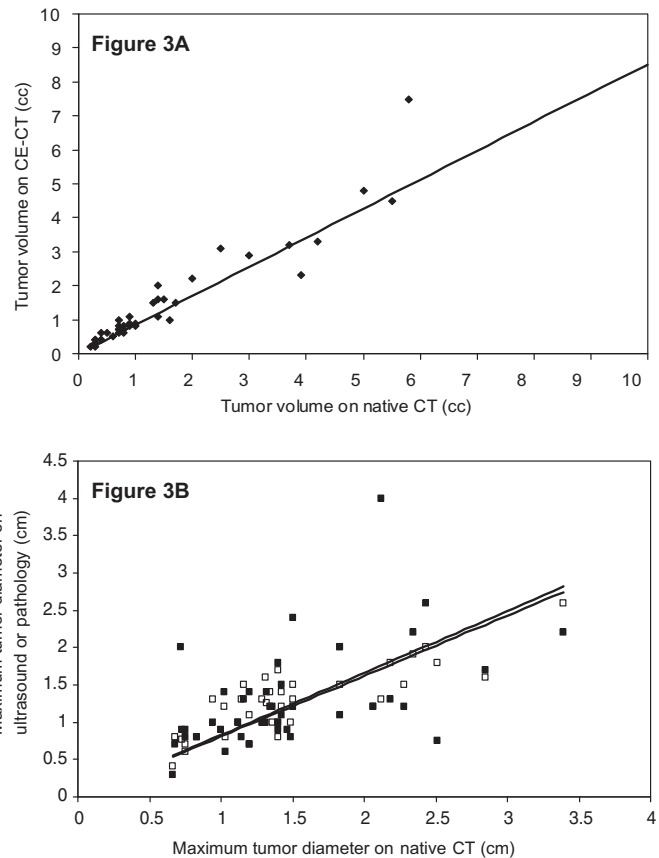 Figure 3A
10
9
8
7
6
5
4
3
2
1
0
Tumor volume on CE-CT (cc)
0 1 2 3 4 5 6 7 8 9 10
Tumor volume on native CT (cc)
Figure 3B
4.5
4
3.5
3
2.5
2
1.5
1
0.5
0
ultrasound or pathology (cm)
0 0.5 1 1.5 2 2.5 3 3.5 4
Maximum tumor diameter on native CT (cm)